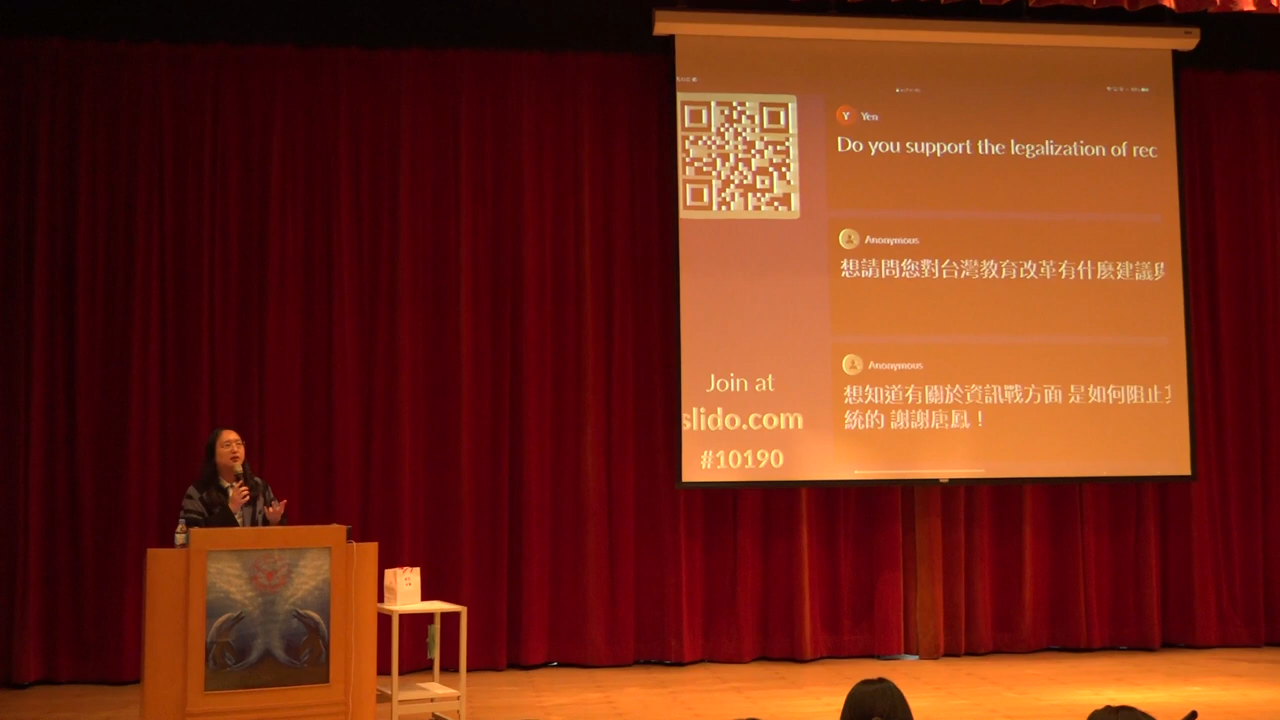 Y Yen
Do you support the legalization of rec
Anonymous
想請問您對台灣教育改革有什麼建議與
Anonymous
想知道有關於資訊戰方面 是如何阻止
統的 謝謝唐鳳！
Join at
slido.com
#10190